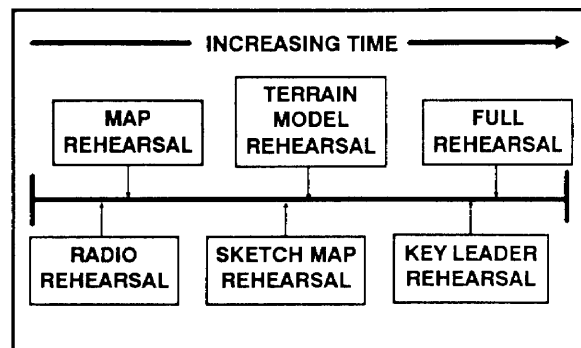 INCREASING TIME
MAP
REHEARSAL
TERRAIN
MODEL
REHEARSAL
FULL
REHEARSAL
RADIO
REHEARSAL
SKETCH MAP
REHEARSAL
KEY LEADER
REHEARSAL